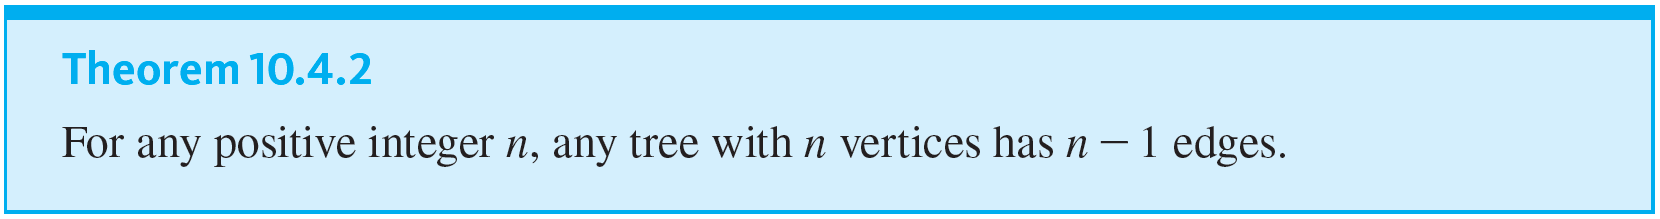 Theorem 10.4.2
For any positive integer n, any tree with n vertices has n − 1 edges.